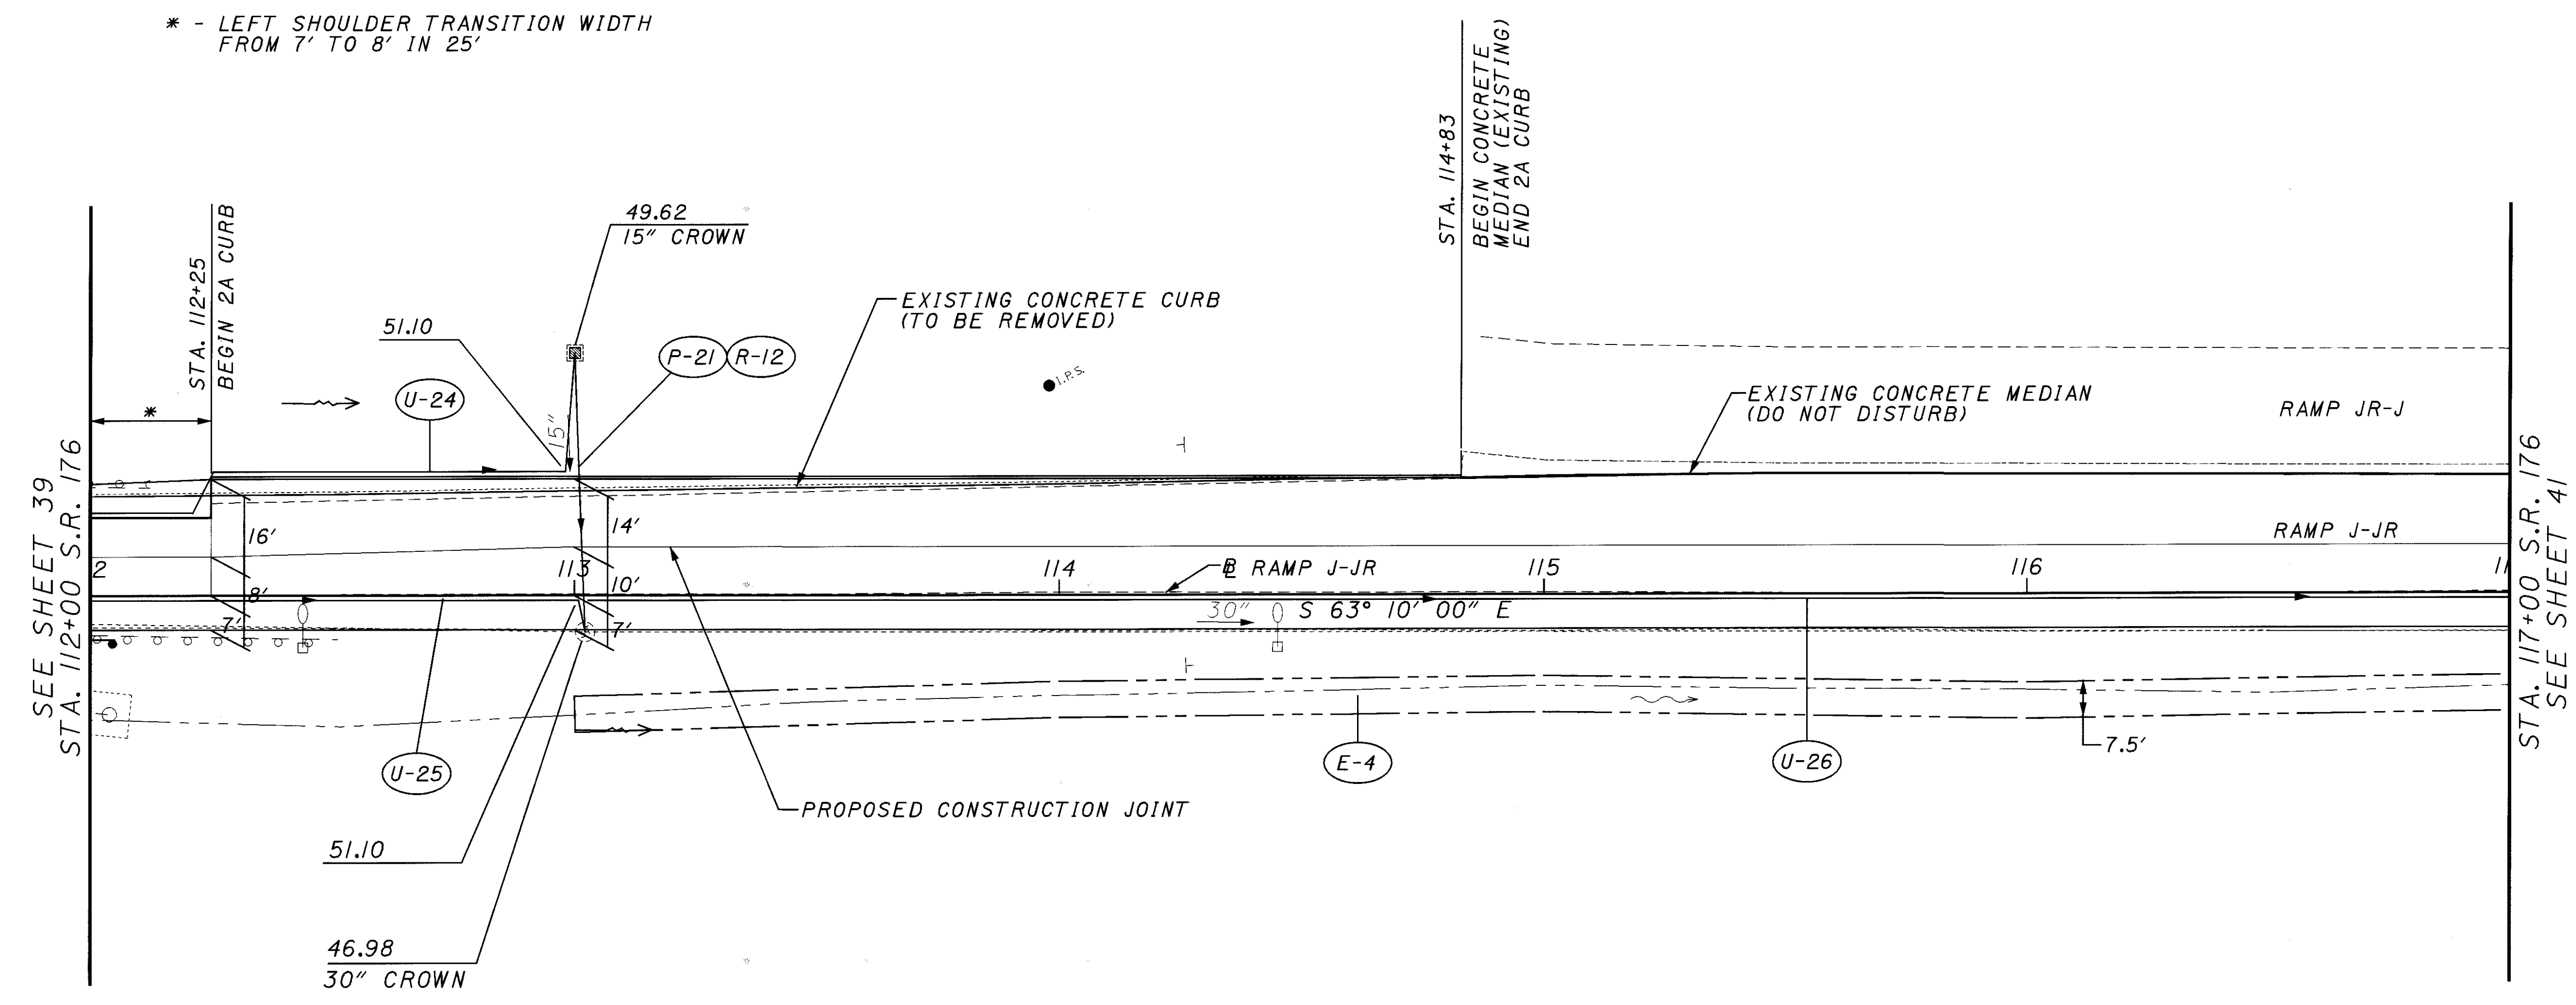 * - LEFT SHOULDER TRANSITION WIDTH
FROM 7' TO 8' IN 25'
STA. 112+25
BEGIN 2A CURB
49.62
15" CROWN
STA. 114+83
BEGIN CONCRETE
MEDIAN (EXISTING)
END 2A CURB
51.10
EXISTING CONCRETE CURB
(TO BE REMOVED)
P-21
R-12
I.P.S.
*
U-24
15"
EXISTING CONCRETE MEDIAN
(DO NOT DISTURB)
RAMP JR-J
SEE SHEET 39
STA. 112+00 S.R. 176
16'
14'
RAMP J-JR
2
8'
113
10'
114
℄ RAMP J-JR
115
116
11
7'
7'
30"
S 63° 10' 00" E
STA. 117+00 S.R. 176
SEE SHEET 41
U-25
E-4
U-26
7.5'
PROPOSED CONSTRUCTION JOINT
51.10
46.98
30" CROWN